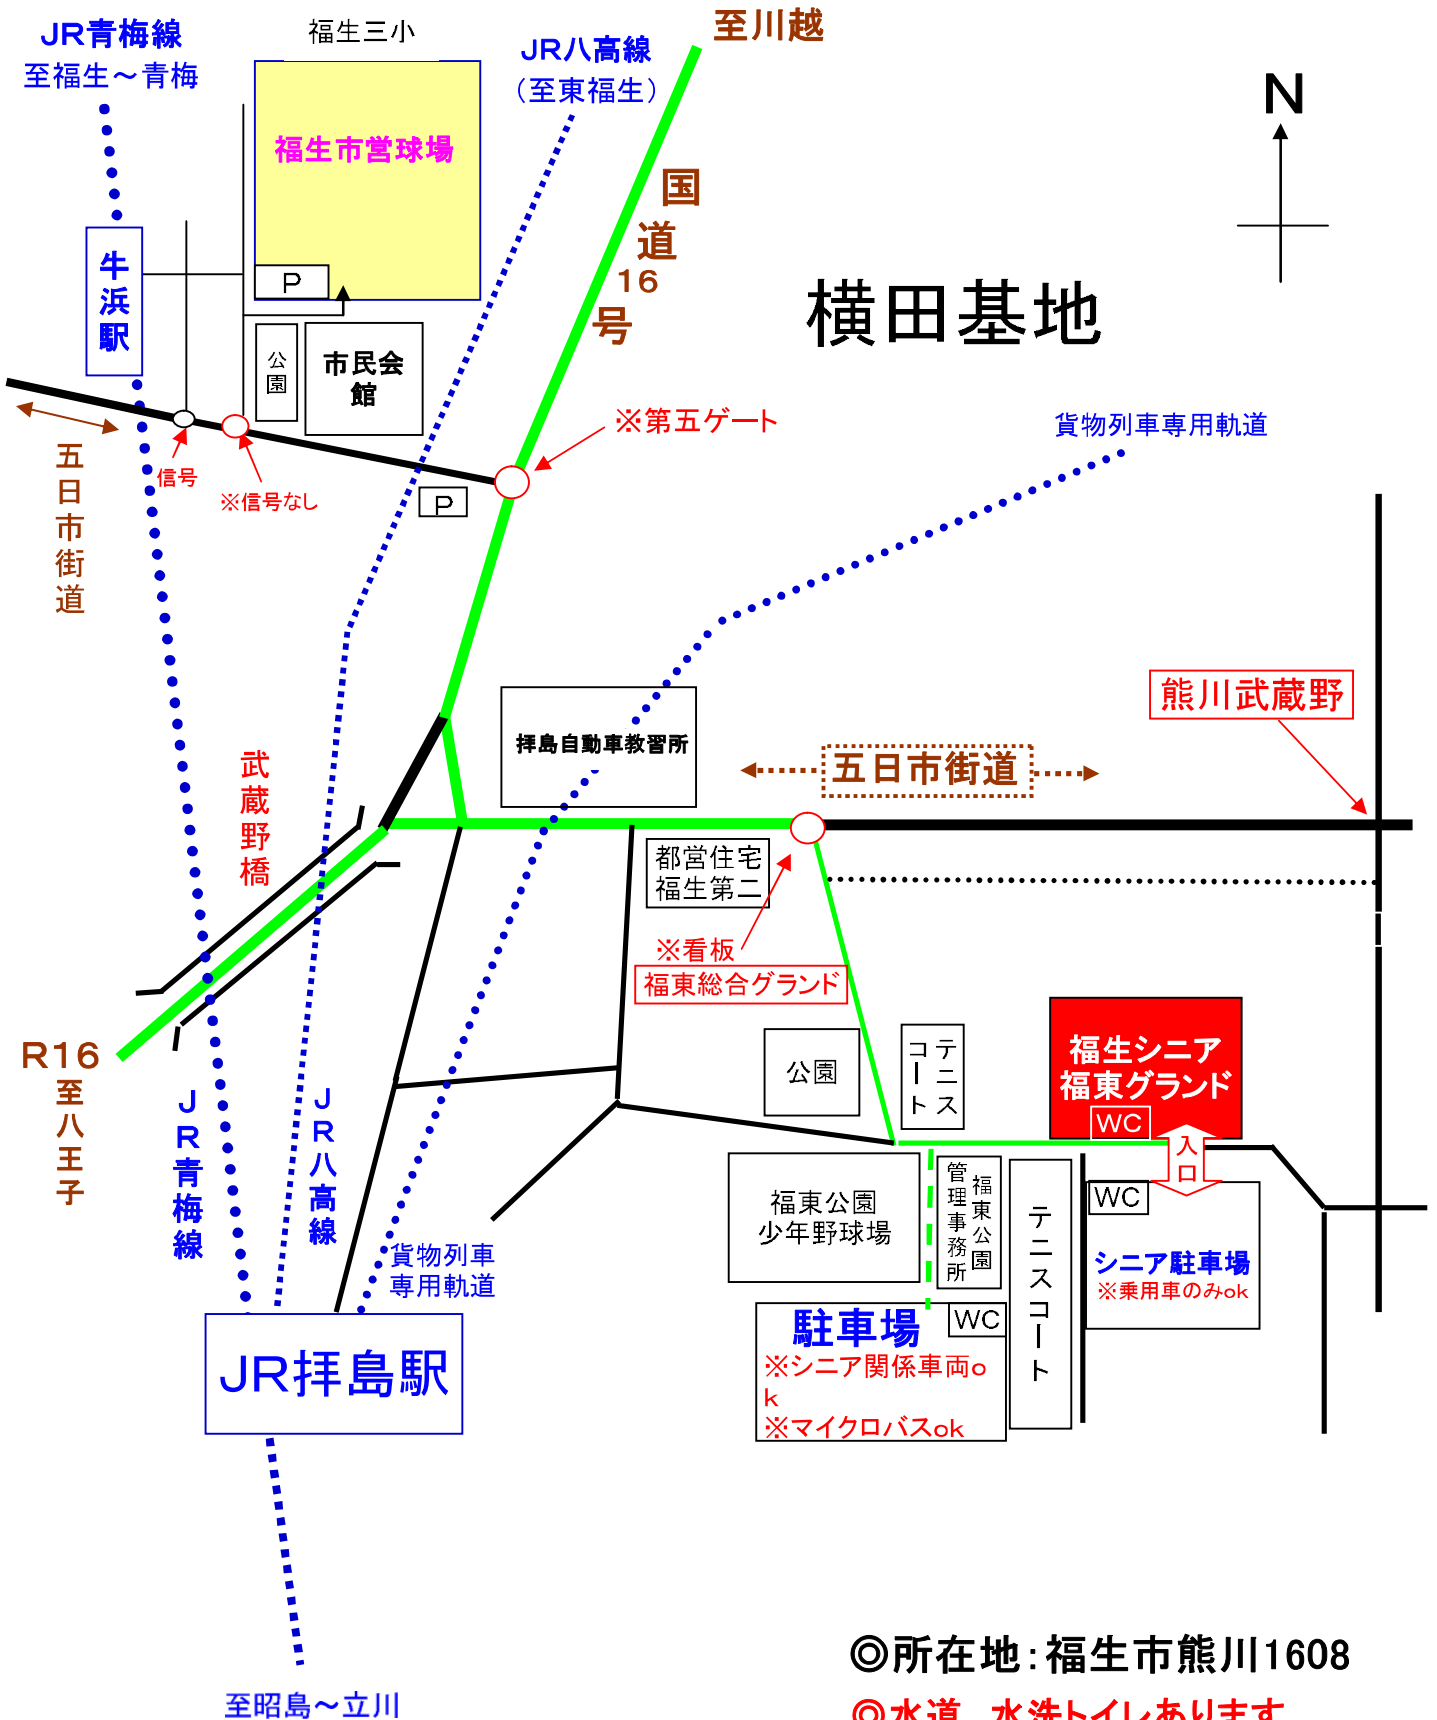 JR青梅線
至福生～青梅
福生三小
JR八高線
（至東福生）
至川越
N
福生市営球場
国道16号
横田基地
牛浜駅
P
公園
市民会
館
※第五ゲート
貨物列車専用軌道
五日市街道
信号
※信号なし
P
熊川武蔵野
拝島自動車教習所
五日市街道
武蔵野橋
都営住宅
福生第二
※看板
福東総合グランド
R16
至八王子
JR青梅線
JR八高線
公園
テニス
コート
福生シニア
福東グランド
WC
入口
福東公園
少年野球場
福東公園
管理事務所
テニスコート
WC
シニア駐車場
※乗用車のみok
貨物列車
専用軌道
駐車場
WC
※シニア関係車両o
k
※マイクロバスok
JR拝島駅
◎所在地：福生市熊川1608
至昭島～立川
◎水道、水洗トイレあります